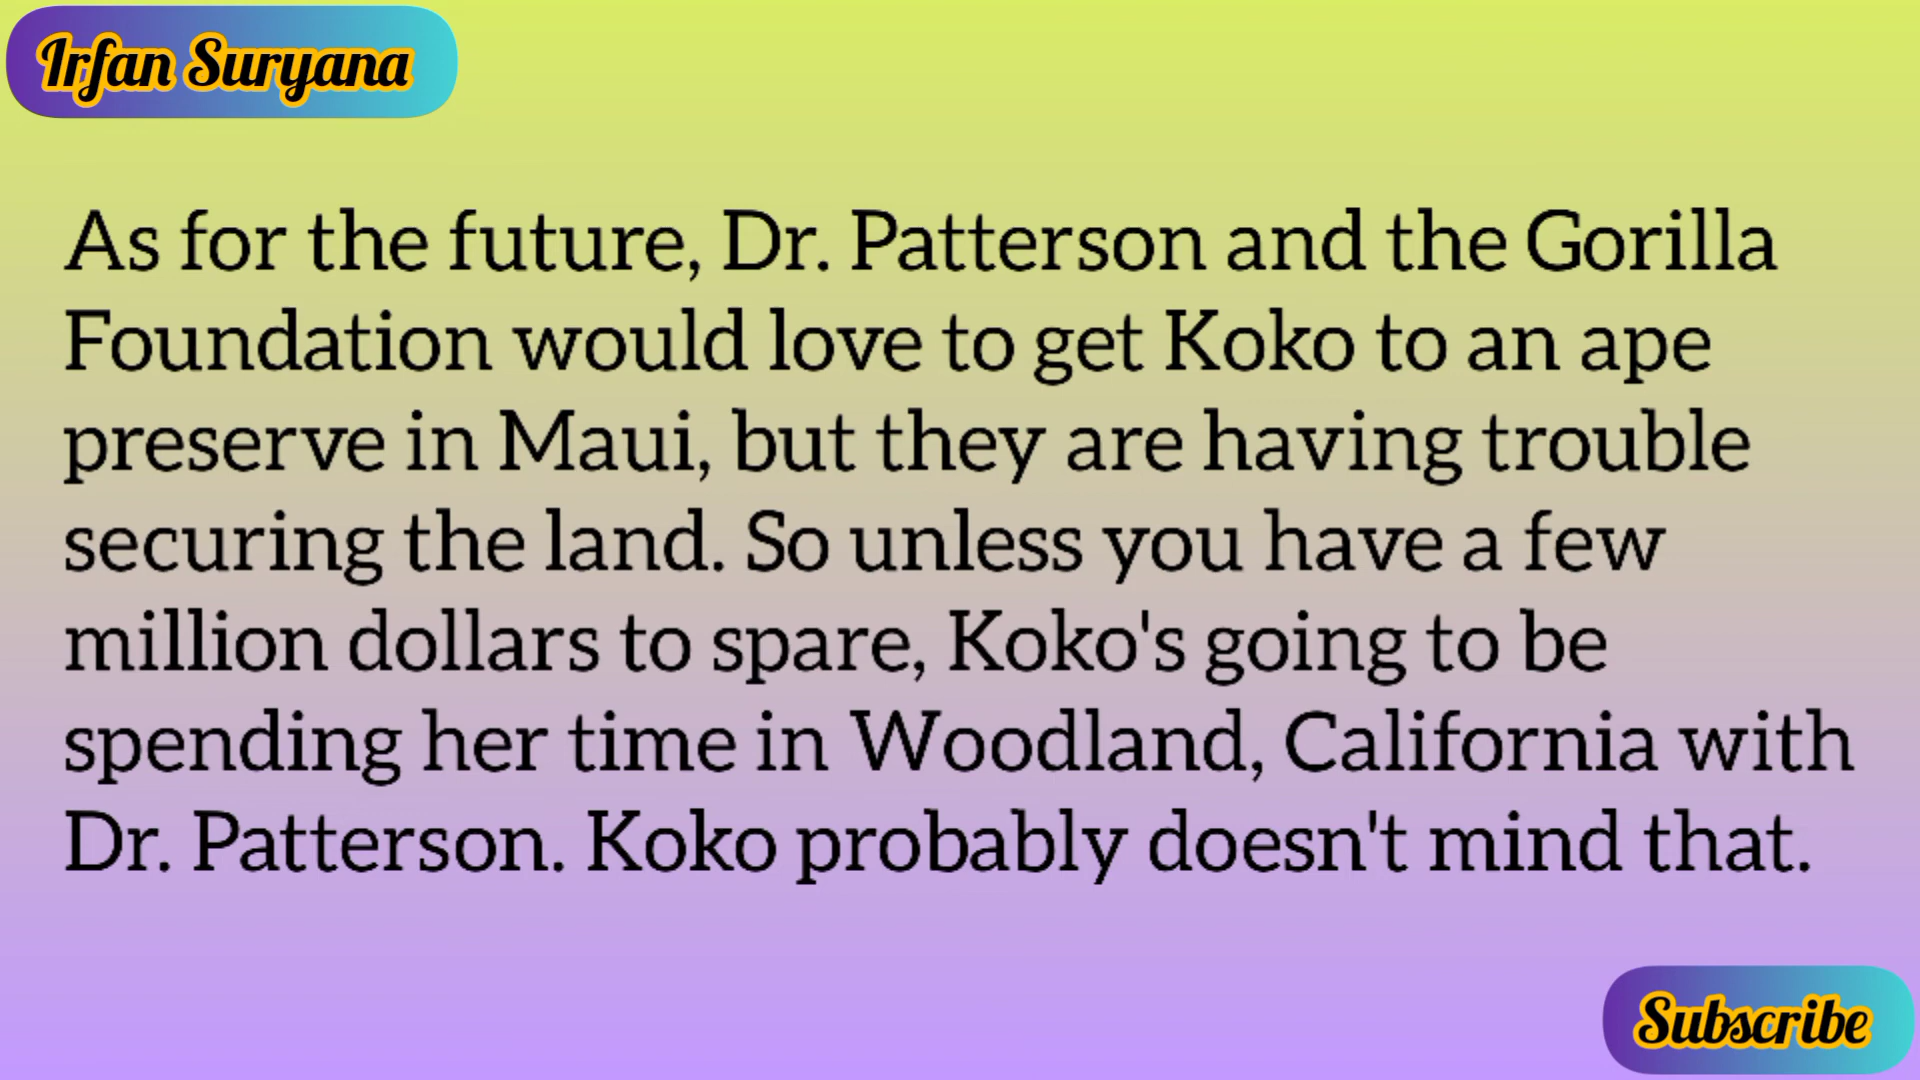 Irfan Suryana
As for the future, Dr. Patterson and the Gorilla
Foundation would love to get Koko to an ape
preserve in Maui, but they are having trouble
securing the land. So unless you have a few
million dollars to spare, Koko's going to be
spending her time in Woodland, California with
Dr. Patterson. Koko probably doesn't mind that.
Subscribe